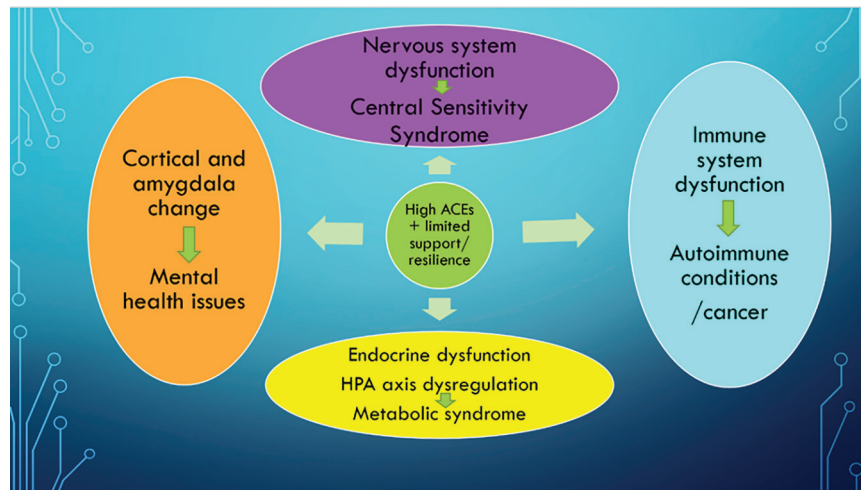 Nervous system
dysfunction
Central Sensitivity
Syndrome
Cortical and
amygdala
change
Mental
health issues
High ACEs
+ limited
support/
resilience
Immune
system
dysfunction
Autoimmune
conditions
/cancer
Endocrine dysfunction
HPA axis dysregulation
Metabolic syndrome